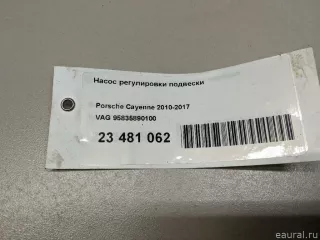 Насос регулировки подвески
Porsche Cayenne 2010-2017
VAG 95835890100
23 481 062
eaural.ru